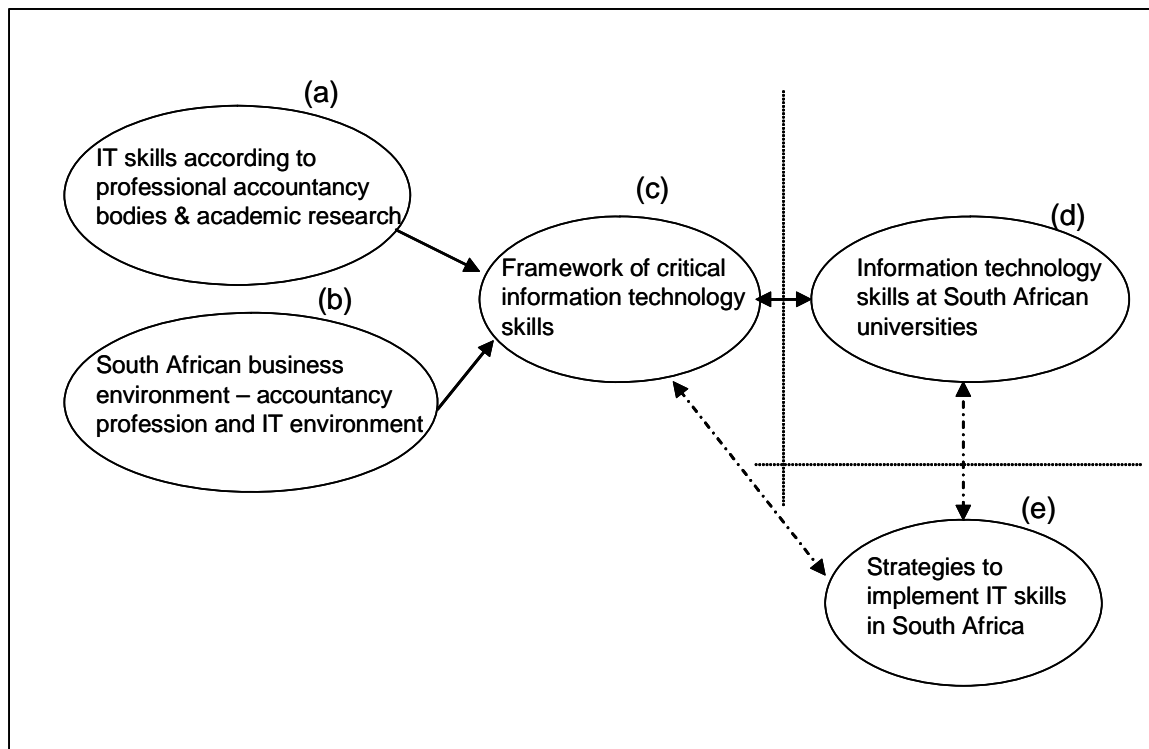 (a)
IT skills according to
professional accountancy
bodies & academic research
(b)
South African business
environment – accountancy
profession and IT environment
(c)
Framework of critical
information technology
skills
(d)
Information technology
skills at South African
universities
(e)
Strategies to
implement IT skills
in South Africa